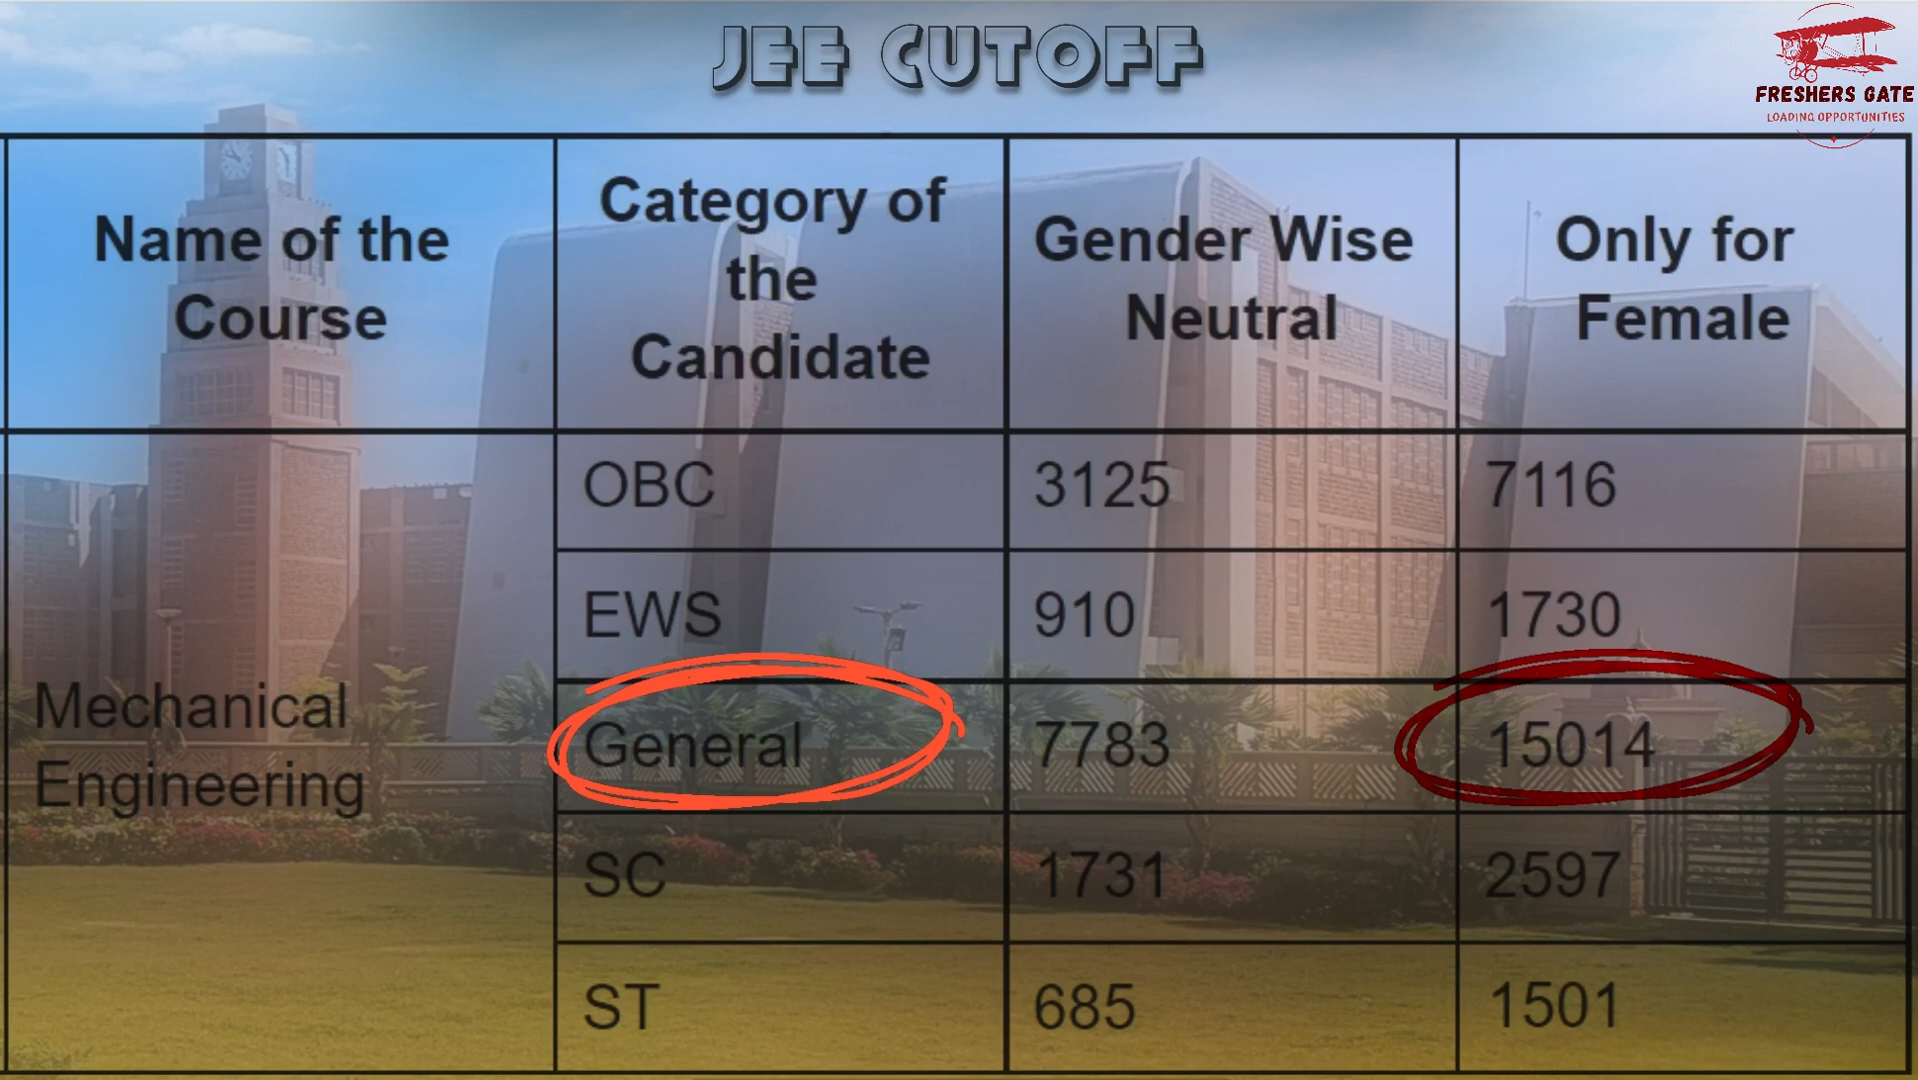 JEE CUTOFF
FRESHERS GATE
LOADING OPPORTUNITIES
Name of the
Course
Category of
the
Candidate
Gender Wise
Neutral
Only for
Female
Mechanical
Engineering
OBC
3125
7116
EWS
910
1730
General
7783
15014
SC
1731
2597
ST
685
1501